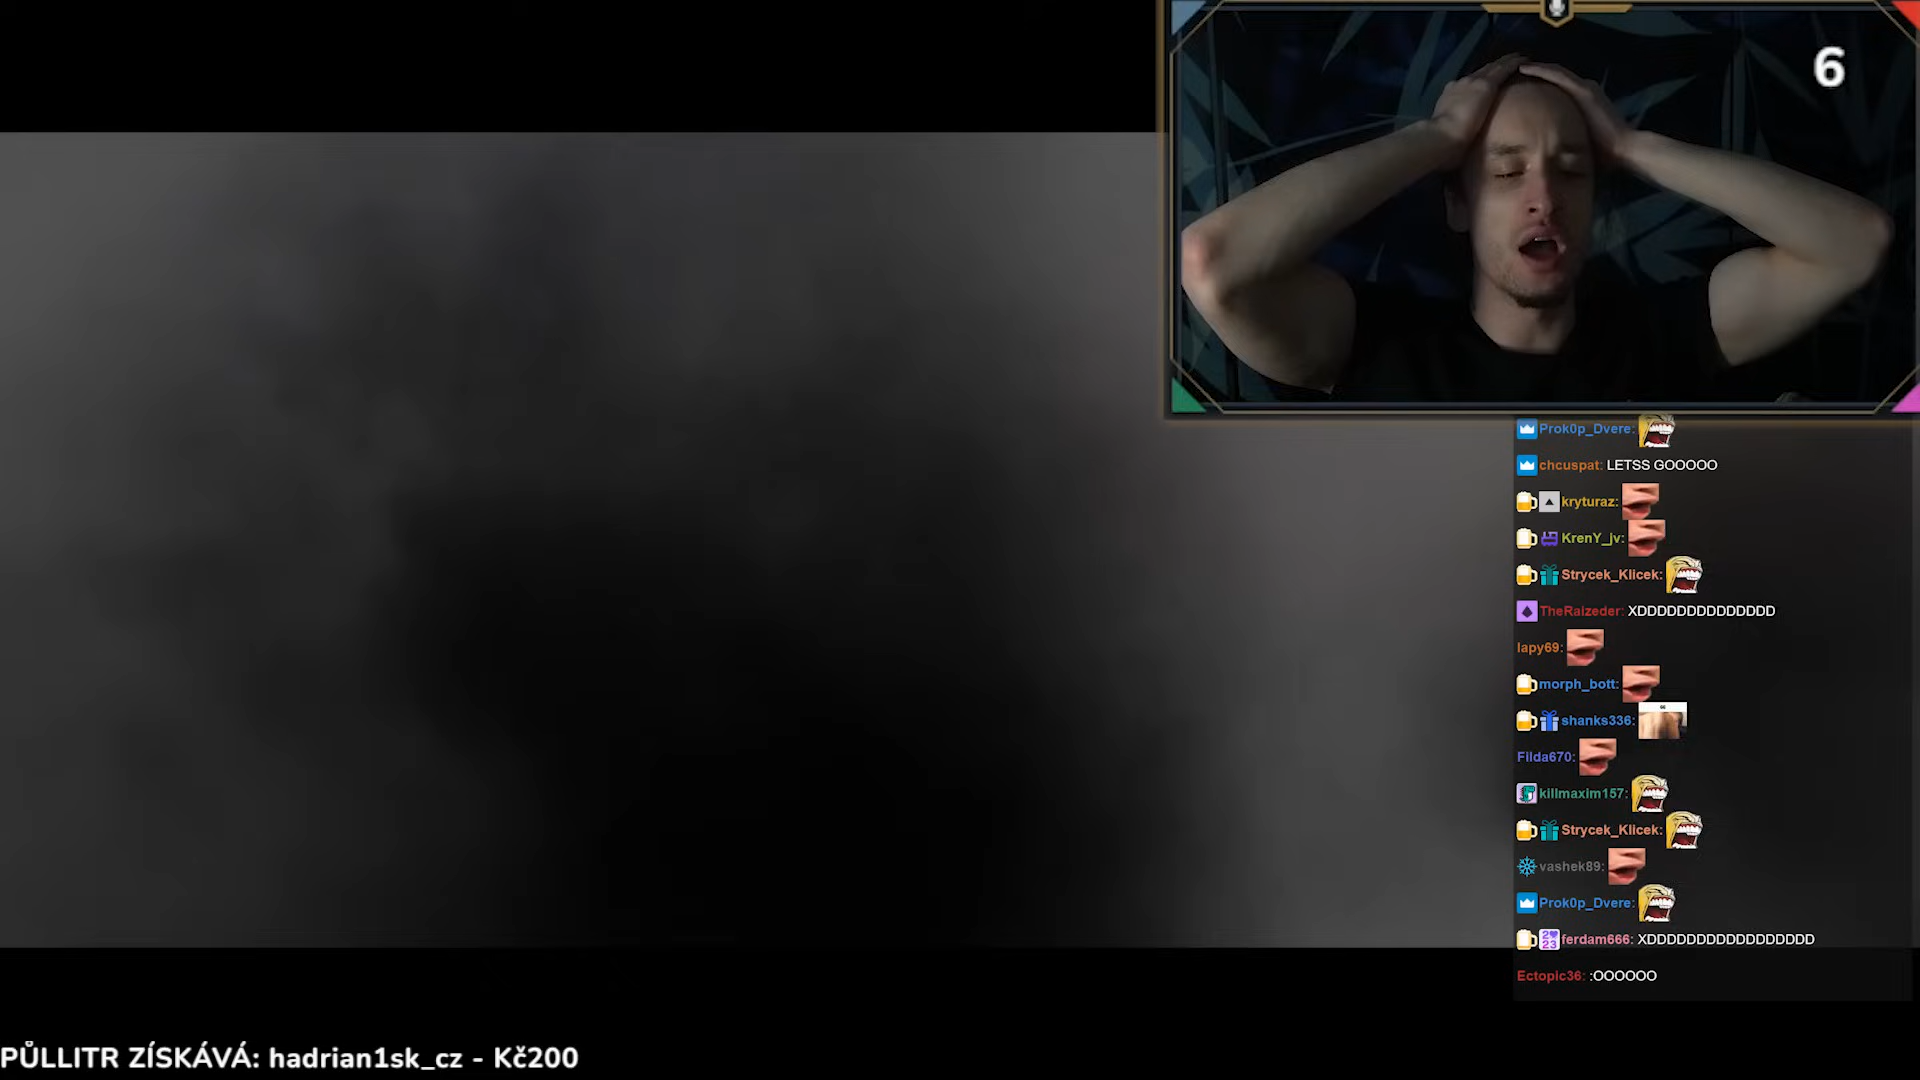 6
Prok0p_Dvere:
chcuspat: LETSS GOOOOO
kryturaz:
KrenY_jv:
Strycek_Klicek:
TheRaizeder: XDDDDDDDDDDDDDD
lapy69:
morph_bott:
shanks336:
Filda670:
killmaxim157:
Strycek_Klicek:
vashek89:
Prok0p_Dvere:
ferdam666: XDDDDDDDDDDDDDDDDD
Ectopic36: :OOOOOO
PŮLLITR ZÍSKÁVÁ: hadrian1sk_cz - Kč200